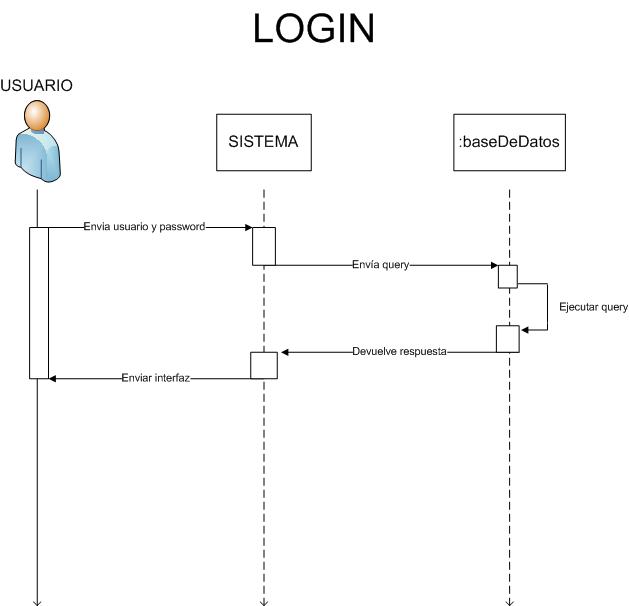 LOGIN
USUARIO
SISTEMA
:baseDeDatos
Envia usuario y password
Envía query
Ejecutar query
Devuelve respuesta
Enviar interfaz